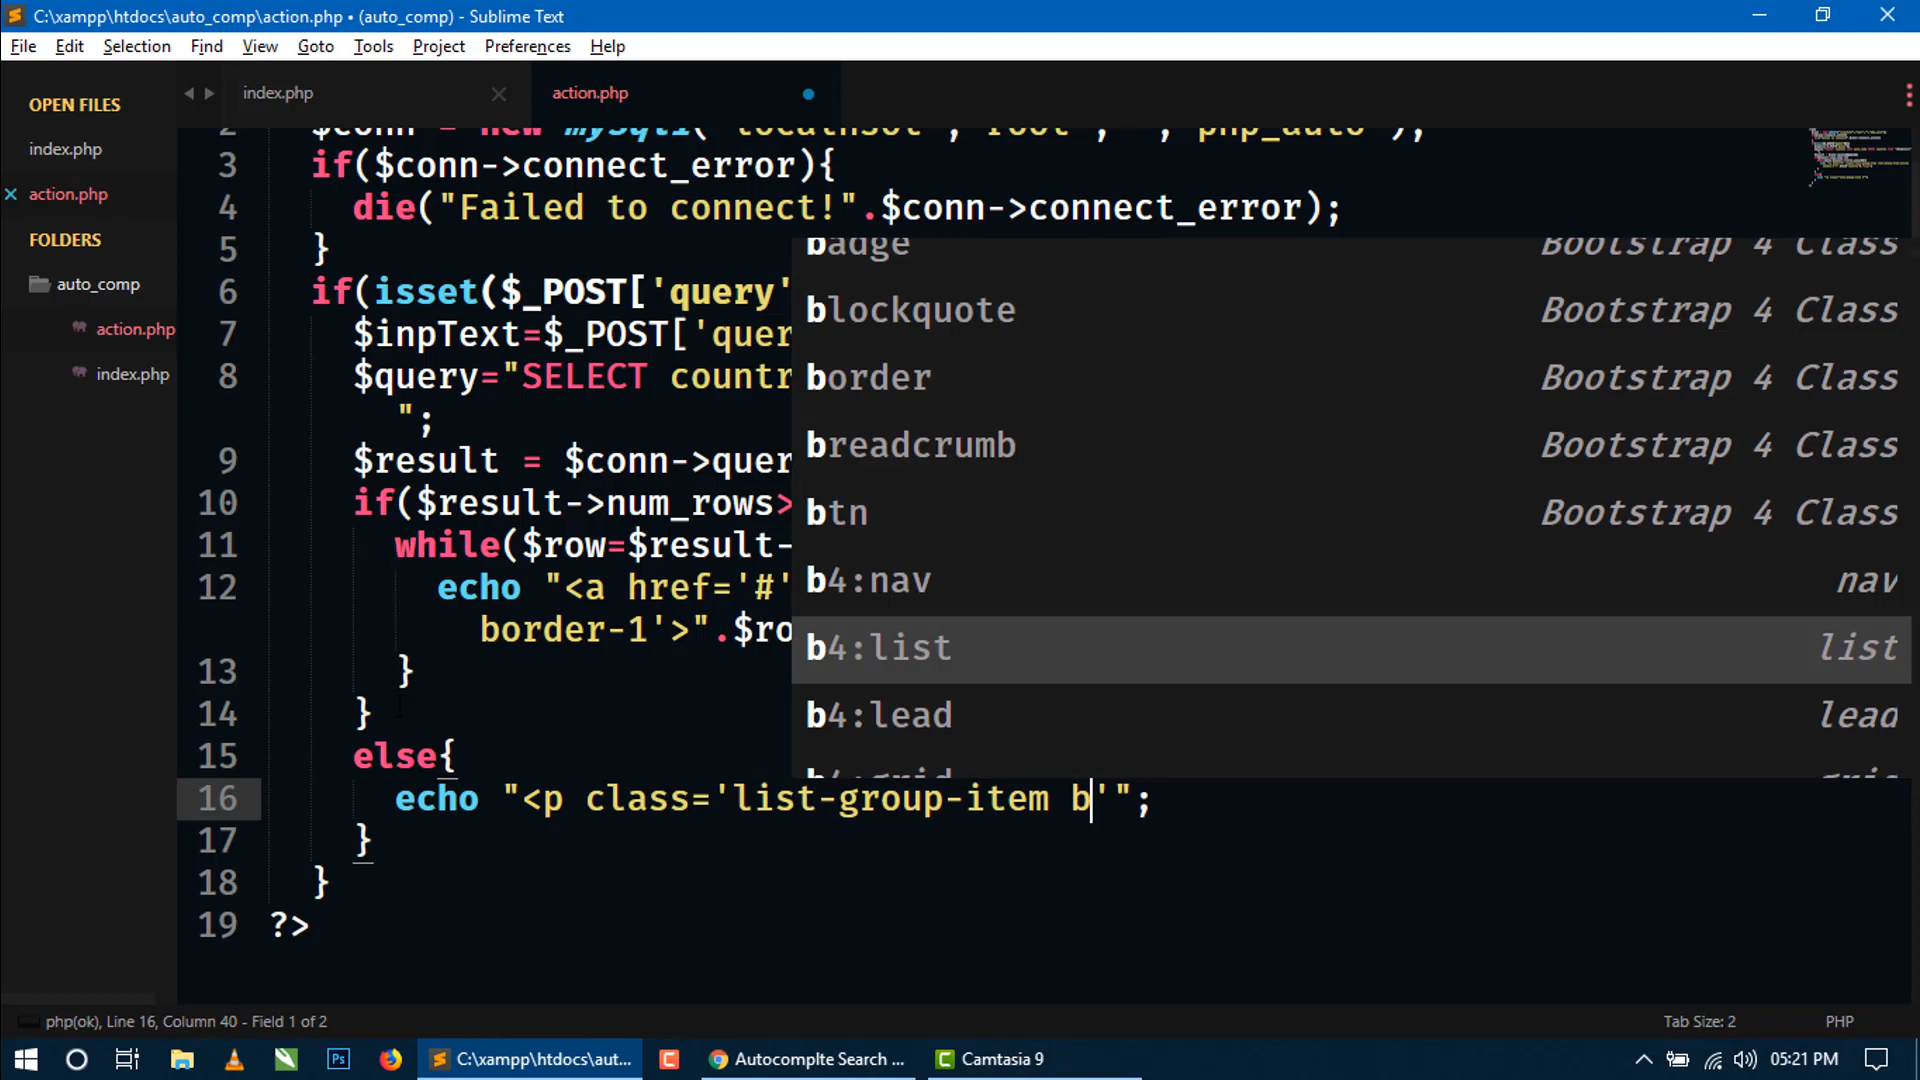 C:\xampp\htdocs\auto_comp\action.php • (auto_comp) - Sublime Text
File Edit Selection Find View Goto Tools Project Preferences Help
OPEN FILES
index.php
action.php
FOLDERS
auto_comp
action.php
index.php
index.php
action.php
3 if($conn->connect_error){
4 die("Failed to connect!".$conn->connect_error);
5 }
6 if(isset($_POST['query'
7 $inpText=$_POST['quer
8 $query="SELECT countr
";
9 $result = $conn->quer
10 if($result->num_rows>
11 while($row=$result-
12 echo "<a href='#'
border-1'>".$ro
13 }
14 }
15 else{
16 echo "<p class='list-group-item b'";
17 }
18 }
19 ?>
badge Bootstrap 4 Class
blockquote Bootstrap 4 Class
border Bootstrap 4 Class
breadcrumb Bootstrap 4 Class
btn Bootstrap 4 Class
b4:nav nav
b4:list list
b4:lead lead
php(ok), Line 16, Column 40 - Field 1 of 2
Tab Size: 2
PHP
C:\xampp\htdocs\aut...
Autocomplte Search ...
Camtasia 9
05:21 PM